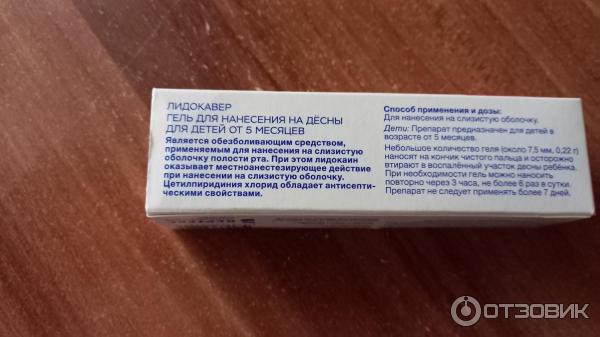 ЛИДОКАВЕР
ГЕЛЬ ДЛЯ НАНЕСЕНИЯ НА ДЁСНЫ
ДЛЯ ДЕТЕЙ ОТ 5 МЕСЯЦЕВ
Является обезболивающим средством,
применяемым для нанесения на слизистую
оболочку полости рта. При этом лидокаин
оказывает местноанестезирующее действие
при нанесении на слизистую оболочку.
Цетилпиридиния хлорид обладает антисепти-
ческими свойствами.
Способ применения и дозы:
Для нанесения на слизистую оболочку.
Дети: Препарат предназначен для детей в
возрасте от 5 месяцев.
Небольшое количество геля (около 7,5 мм, 0,22 г)
наносят на кончик чистого пальца и осторожно
втирают в воспалённый участок десны ребёнка.
При необходимости гель можно наносить
повторно через 3 часа, не более 6 раз в сутки.
Препарат не следует применять более 7 дней.
ОТЗОВИК